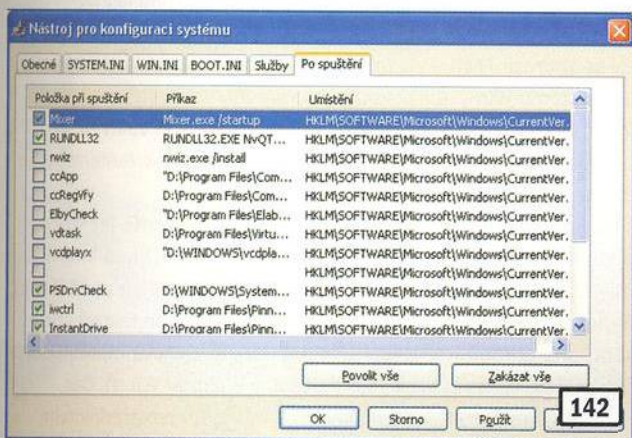 Nástroj pro konfiguraci systému
Obecné SYSTEM.INI WIN.INI BOOT.INI Služby Po spuštění
Položka při spuštění Příkaz Umístění
Mixer Mixer.exe /startup HKLM\SOFTWARE\Microsoft\Windows\CurrentVer.
RUNDLL32 RUNDLL32.EXE NvQT... HKLM\SOFTWARE\Microsoft\Windows\CurrentVer.
nwiz nwiz.exe /install HKLM\SOFTWARE\Microsoft\Windows\CurrentVer.
ccApp "D:\Program Files\Com... HKLM\SOFTWARE\Microsoft\Windows\CurrentVer.
ccRegVfy D:\Program Files\Com... HKLM\SOFTWARE\Microsoft\Windows\CurrentVer.
ElbyCheck "D:\Program Files\Elab... HKLM\SOFTWARE\Microsoft\Windows\CurrentVer.
vdtask D:\Program Files\Virtu... HKLM\SOFTWARE\Microsoft\Windows\CurrentVer.
vcdplayx "D:\WINDOWS\vcdpla... HKLM\SOFTWARE\Microsoft\Windows\CurrentVer.
HKLM\SOFTWARE\Microsoft\Windows\CurrentVer.
PSDrvCheck D:\WINDOWS\System... HKLM\SOFTWARE\Microsoft\Windows\CurrentVer.
iwctrl D:\Program Files\Pinn... HKLM\SOFTWARE\Microsoft\Windows\CurrentVer.
InstantDrive D:\Program Files\Pinn... HKLM\SOFTWARE\Microsoft\Windows\CurrentVer.
Povolit vše Zakázat vše
OK Storno Použít
142